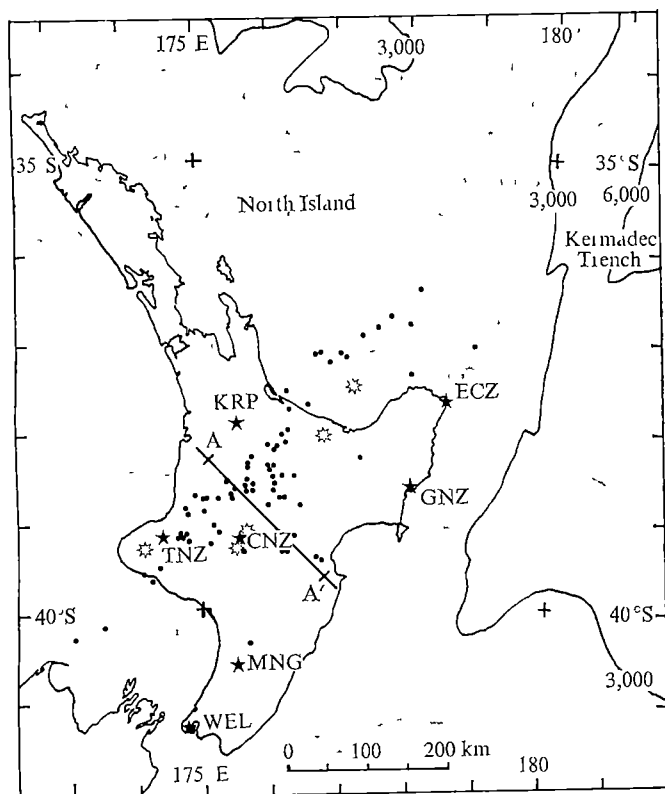 175 E
3,000
180
35 S
35°S
North Island
3,000
6,000
Kermadec
Trench
KRP
ECZ
A
GNZ
TNZ
CNZ
A'
40°S
40°S
MNG
3,000
WEL
0 100 200 km
175 E
180